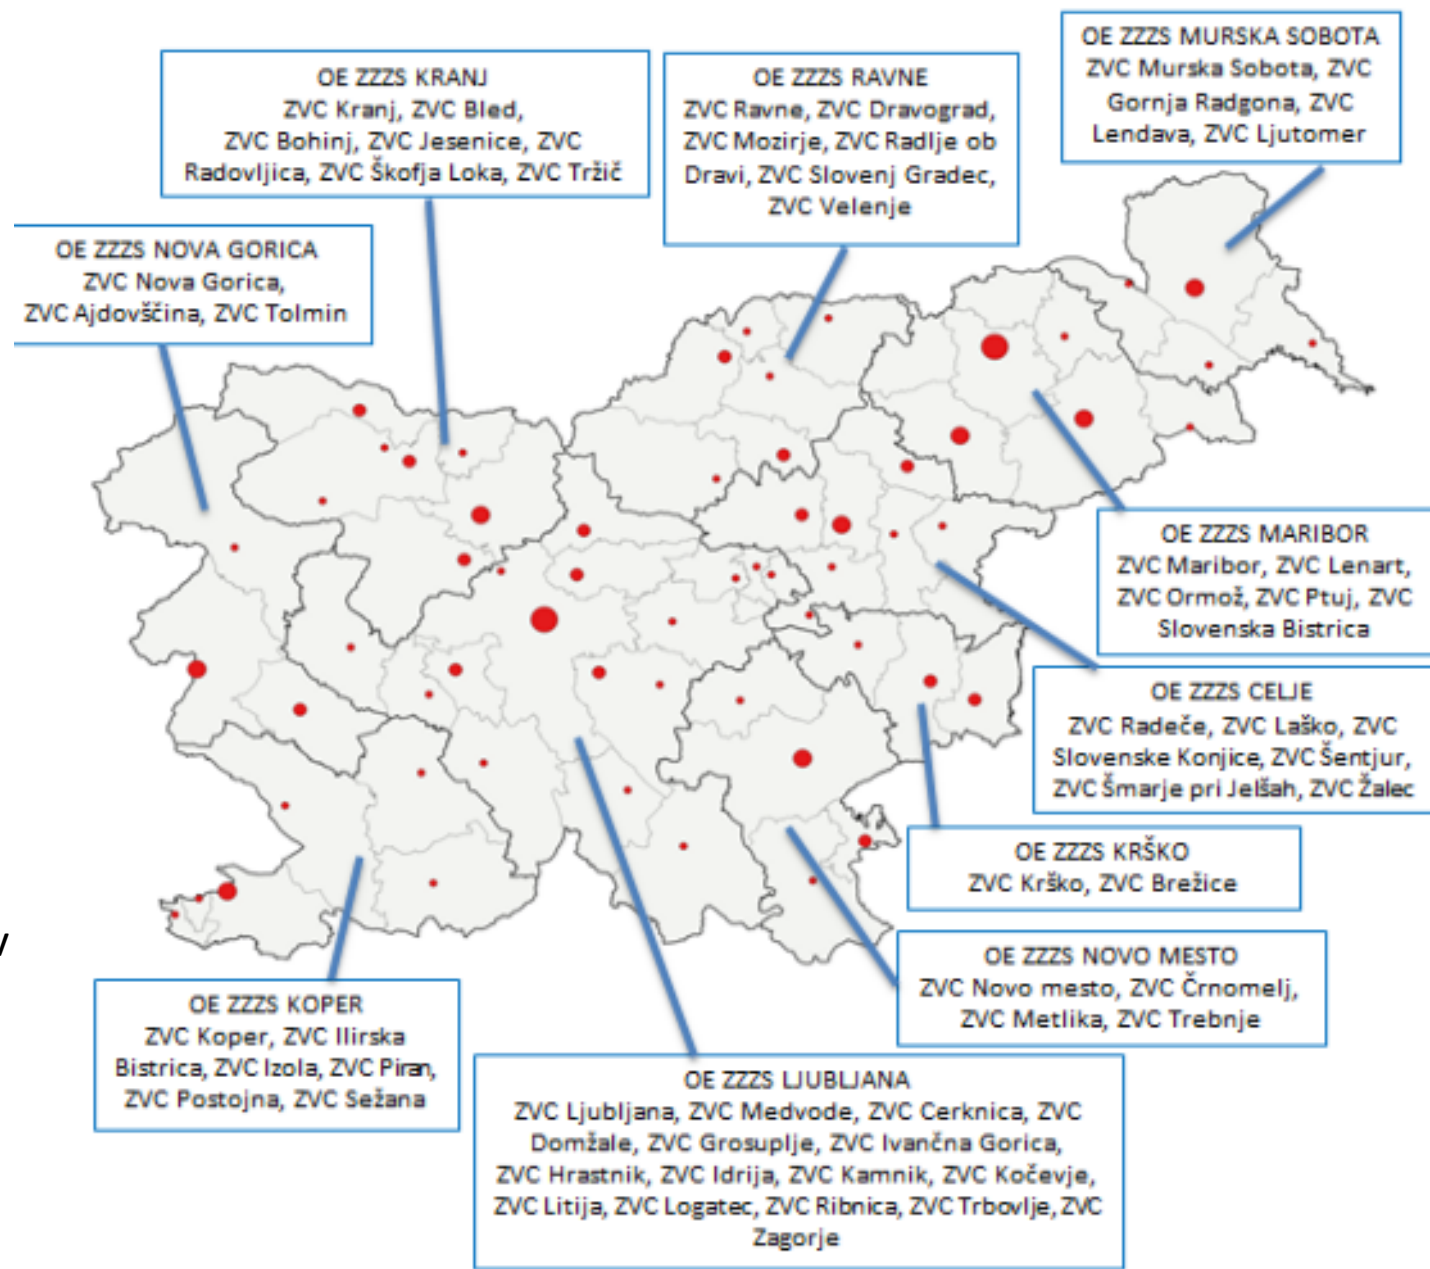 OE ZZZS MURSKA SOBOTA
ZVC Murska Sobota, ZVC
Gornja Radgona, ZVC
Lendava, ZVC Ljutomer
OE ZZZS KRANJ
ZVC Kranj, ZVC Bled,
ZVC Bohinj, ZVC Jesenice, ZVC
Radovljica, ZVC Škofja Loka, ZVC Tržič
OE ZZZS RAVNE
ZVC Ravne, ZVC Dravograd,
ZVC Mozirje, ZVC Radlje ob
Dravi, ZVC Slovenj Gradec,
ZVC Velenje
OE ZZZS NOVA GORICA
ZVC Nova Gorica,
ZVC Ajdovščina, ZVC Tolmin
OE ZZZS MARIBOR
ZVC Maribor, ZVC Lenart,
ZVC Ormož, ZVC Ptuj, ZVC
Slovenska Bistrica
OE ZZZS CELJE
ZVC Radeče, ZVC Laško, ZVC
Slovenske Konjice, ZVC Šentjur,
ZVC Šmarje pri Jelšah, ZVC Žalec
OE ZZZS KRŠKO
ZVC Krško, ZVC Brežice
OE ZZZS NOVO MESTO
ZVC Novo mesto, ZVC Črnomelj,
ZVC Metlika, ZVC Trebnje
OE ZZZS KOPER
ZVC Koper, ZVC Ilirska
Bistrica, ZVC Izola, ZVC Piran,
ZVC Postojna, ZVC Sežana
OE ZZZS LJUBLJANA
ZVC Ljubljana, ZVC Medvode, ZVC Cerknica, ZVC
Domžale, ZVC Grosuplje, ZVC Ivančna Gorica,
ZVC Hrastnik, ZVC Idrija, ZVC Kamnik, ZVC Kočevje,
ZVC Litija, ZVC Logatec, ZVC Ribnica, ZVC Trbovlje, ZVC
Zagorje